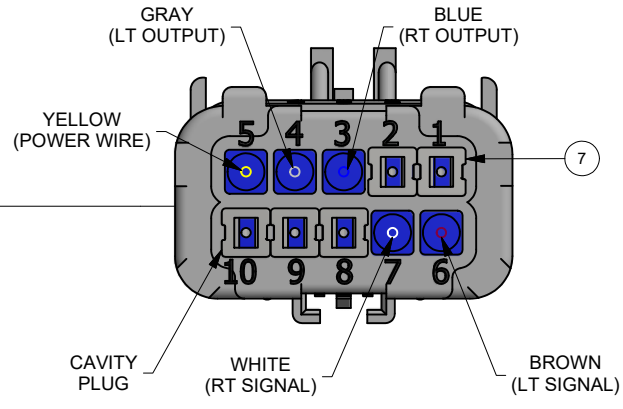 GRAY
(LT OUTPUT)
BLUE
(RT OUTPUT)
YELLOW
(POWER WIRE)
5 4 3 2 1
7
10 9 8 7 6
CAVITY
PLUG
WHITE
(RT SIGNAL)
BROWN
(LT SIGNAL)